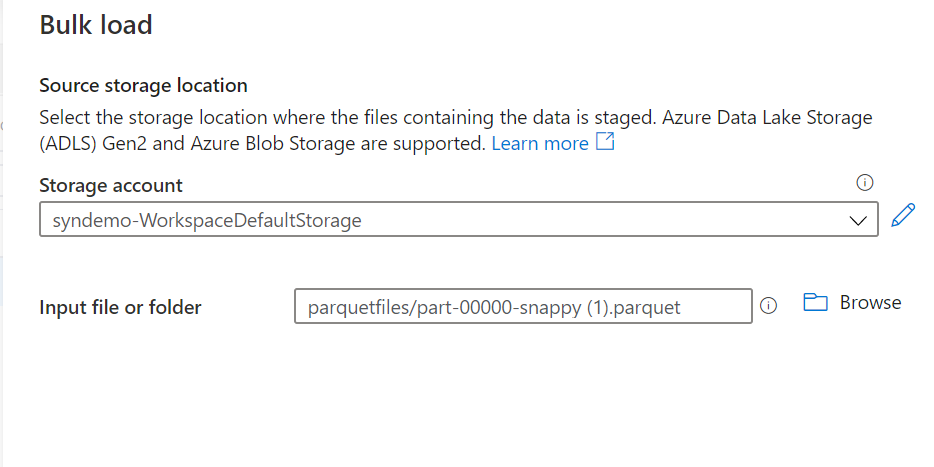 Bulk load
Source storage location
Select the storage location where the files containing the data is staged. Azure Data Lake Storage
(ADLS) Gen2 and Azure Blob Storage are supported. Learn more
Storage account
syndemo-WorkspaceDefaultStorage
Input file or folder
parquetfiles/part-00000-snappy (1).parquet
Browse